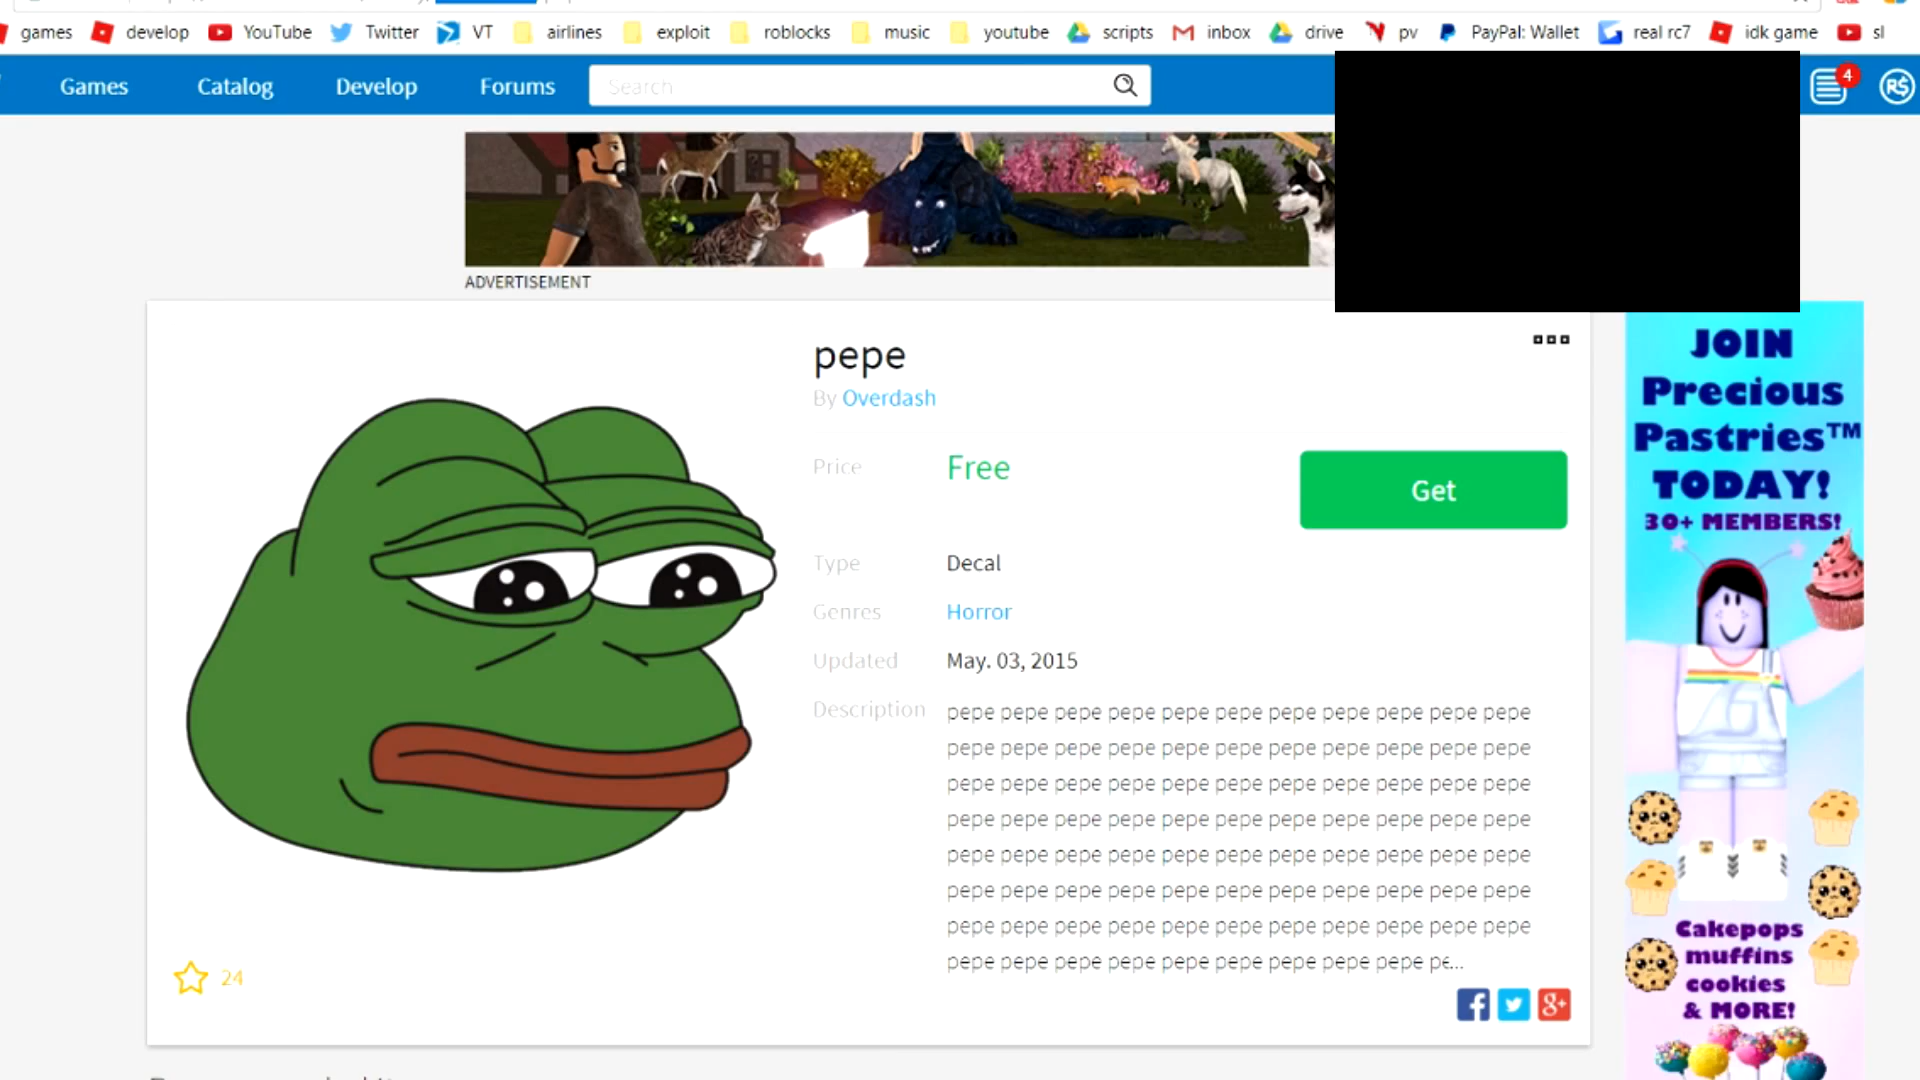 games develop YouTube Twitter VT airlines exploit roblocks music youtube scripts inbox drive pv PayPal: Wallet real rc7 idk game sl
Games Catalog Develop Forums Search 4 R$
ADVERTISEMENT
pepe
By Overdash
Price Free
Get
Type Decal
Genres Horror
Updated May. 03, 2015
Description pepe pepe pepe pepe pepe pepe pepe pepe pepe pepe pepe
pepe pepe pepe pepe pepe pepe pepe pepe pepe pepe pepe
pepe pepe pepe pepe pepe pepe pepe pepe pepe pepe pepe
pepe pepe pepe pepe pepe pepe pepe pepe pepe pepe pepe
pepe pepe pepe pepe pepe pepe pepe pepe pepe pepe pepe
pepe pepe pepe pepe pepe pepe pepe pepe pepe pepe pepe
pepe pepe pepe pepe pepe pepe pepe pepe pepe pepe pepe
pepe pepe pepe pepe pepe pepe pepe pepe pepe pe...
24
f g+
JOIN
Precious
Pastries™
TODAY!
30+ MEMBERS!
Cakepops
muffins
cookies
& MORE!